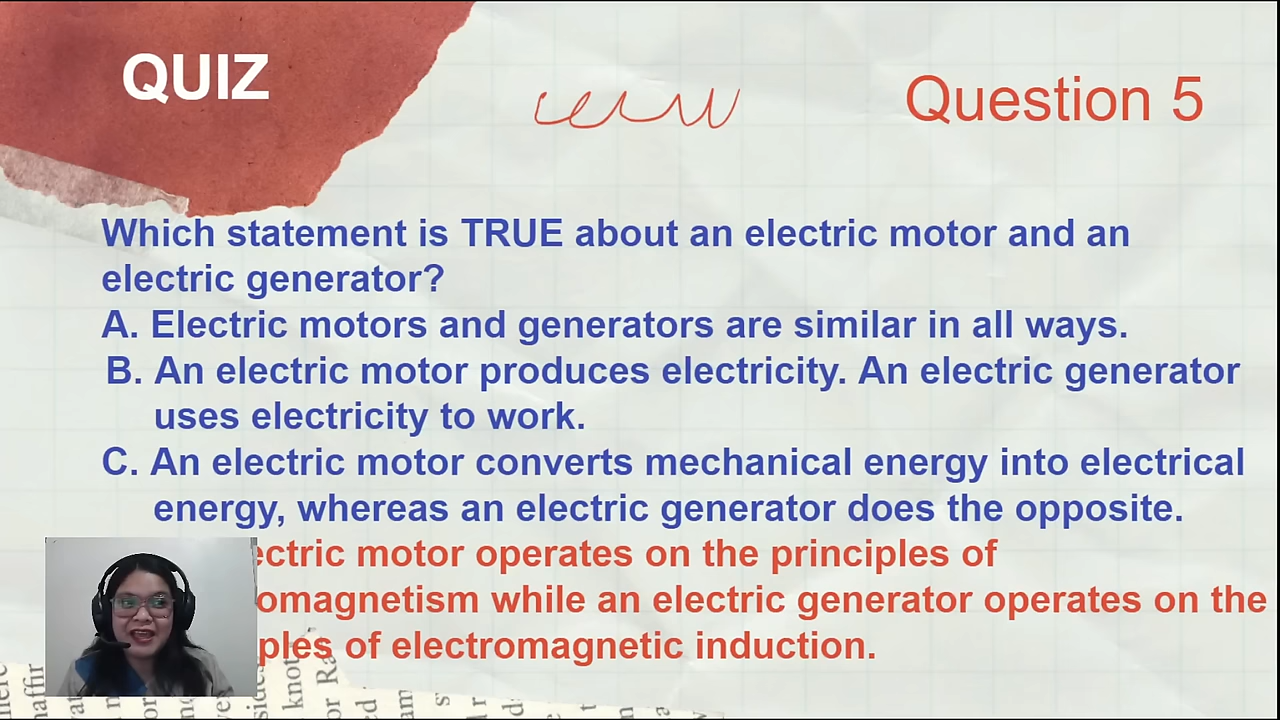 QUIZ
Question 5
Which statement is TRUE about an electric motor and an
electric generator?
A. Electric motors and generators are similar in all ways.
B. An electric motor produces electricity. An electric generator
uses electricity to work.
C. An electric motor converts mechanical energy into electrical
energy, whereas an electric generator does the opposite.
motor operates on the principles of
while an electric generator operates on the
of electromagnetic induction.